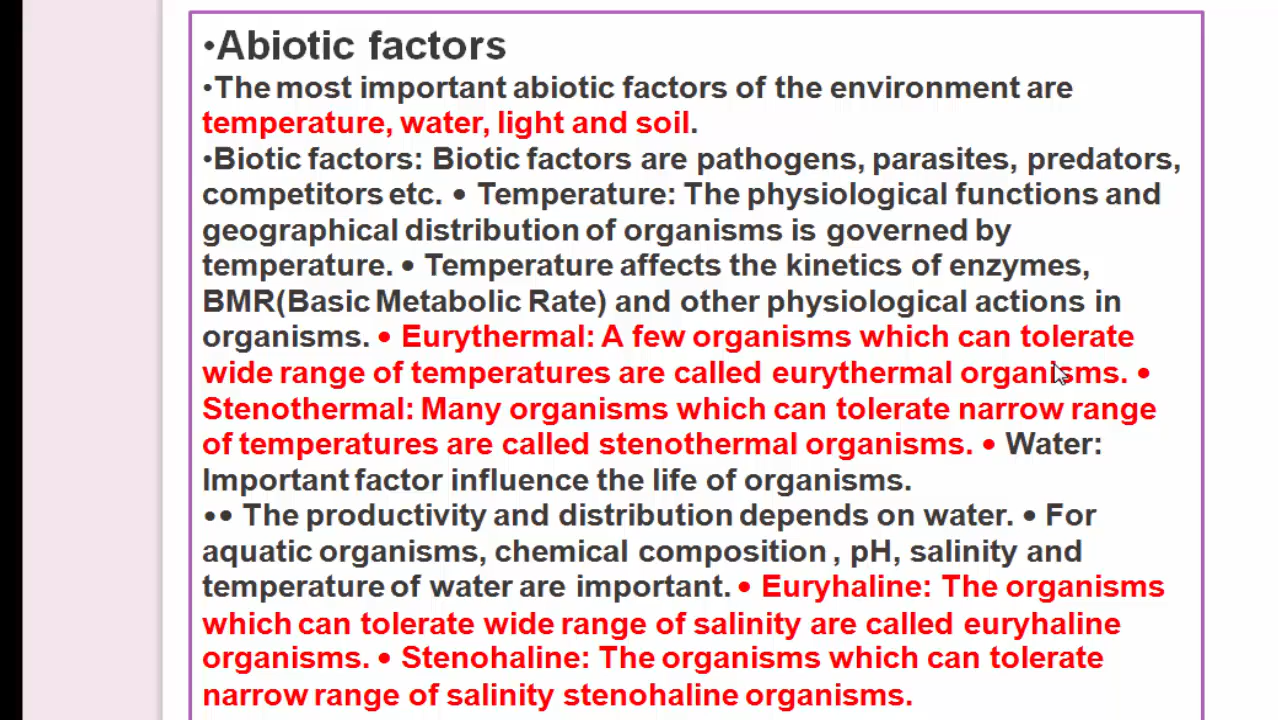 •Abiotic factors
•The most important abiotic factors of the environment are
temperature, water, light and soil.
•Biotic factors: Biotic factors are pathogens, parasites, predators,
competitors etc. • Temperature: The physiological functions and
geographical distribution of organisms is governed by
temperature. • Temperature affects the kinetics of enzymes,
BMR(Basic Metabolic Rate) and other physiological actions in
organisms. • Eurythermal: A few organisms which can tolerate
wide range of temperatures are called eurythermal organisms. •
Stenothermal: Many organisms which can tolerate narrow range
of temperatures are called stenothermal organisms. • Water:
Important factor influence the life of organisms.
•• The productivity and distribution depends on water. • For
aquatic organisms, chemical composition , pH, salinity and
temperature of water are important. • Euryhaline: The organisms
which can tolerate wide range of salinity are called euryhaline
organisms. • Stenohaline: The organisms which can tolerate
narrow range of salinity stenohaline organisms.